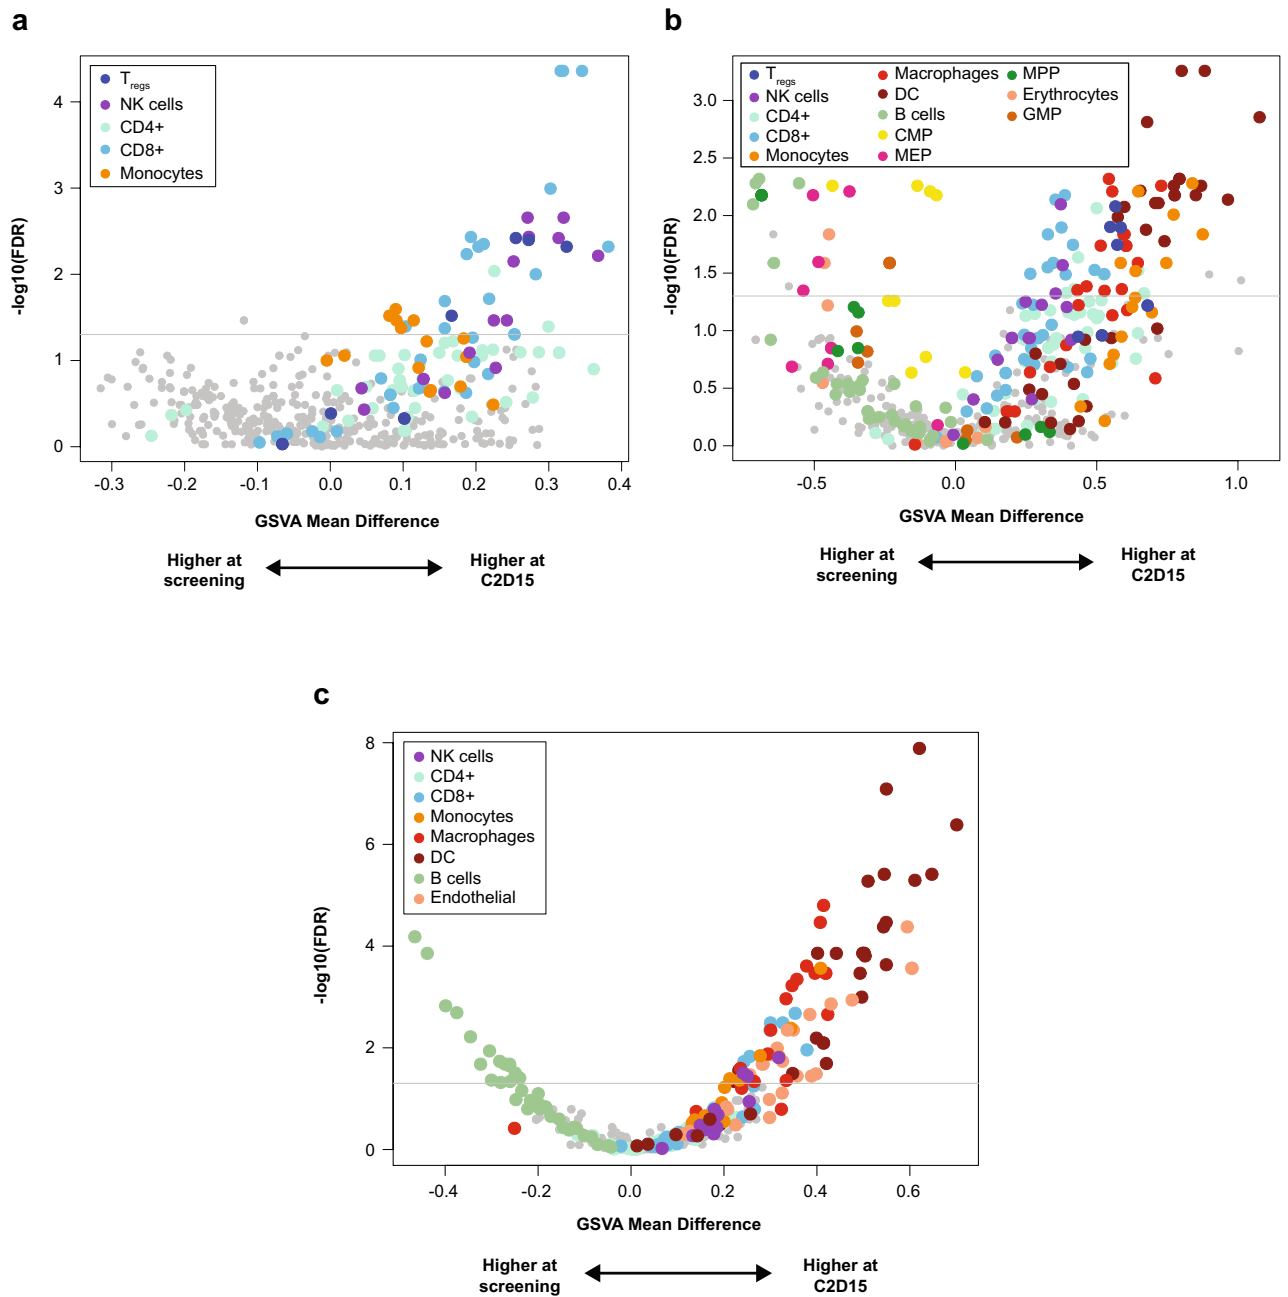 a
-log10(FDR)
4
3
2
1
0
Tregs
NK cells
CD4+
CD8+
Monocytes
-0.3 -0.2 -0.1 0.0 0.1 0.2 0.3 0.4
GSVA Mean Difference
Higher at screening
Higher at C2D15
b
-log10(FDR)
3.0
2.5
2.0
1.5
1.0
0.5
0.0
Tregs
NK cells
CD4+
CD8+
Monocytes
Macrophages
DC
B cells
CMP
MEP
MPP
Erythrocytes
GMP
-0.5 0.0 0.5 1.0
GSVA Mean Difference
Higher at screening
Higher at C2D15
c
-log10(FDR)
8
6
4
2
0
NK cells
CD4+
CD8+
Monocytes
Macrophages
DC
B cells
Endothelial
-0.4 -0.2 0.0 0.2 0.4 0.6
GSVA Mean Difference
Higher at screening
Higher at C2D15